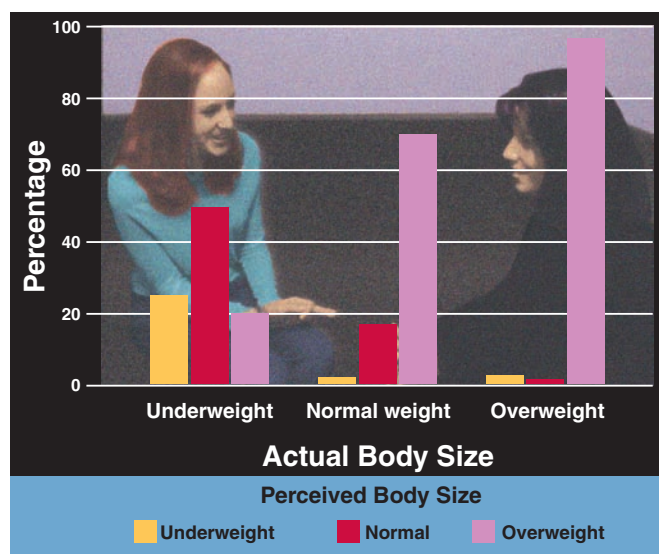 100
80
60
40
20
0
Percentage
Underweight Normal weight Overweight
Actual Body Size
Perceived Body Size
Underweight Normal Overweight